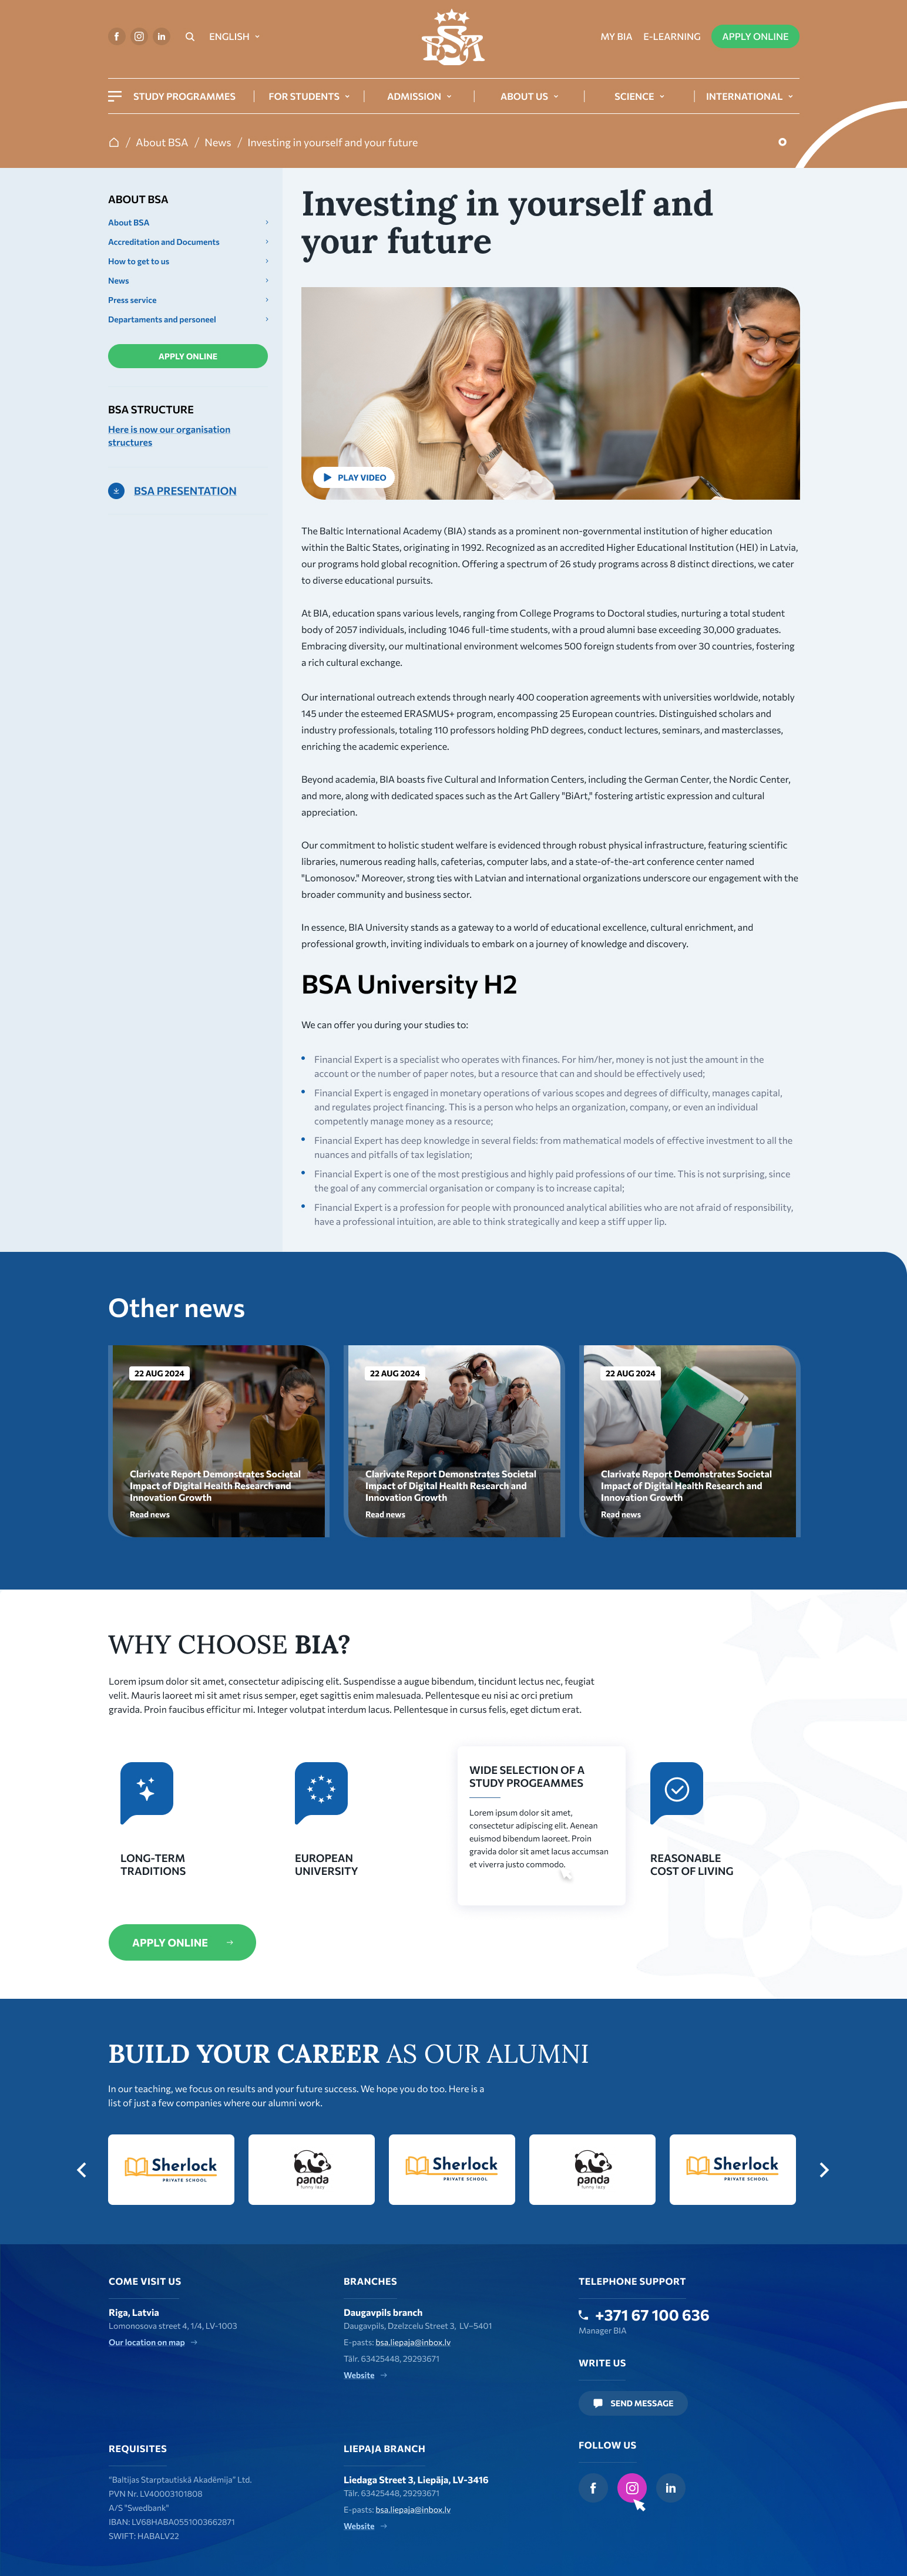 f
in
ENGLISH
BSA
MY BIA
E-LEARNING
APPLY ONLINE
STUDY PROGRAMMES
FOR STUDENTS
ADMISSION
ABOUT US
SCIENCE
INTERNATIONAL
/ About BSA / News / Investing in yourself and your future
ABOUT BSA
About BSA
Accreditation and Documents
How to get to us
News
Press service
Departaments and personeel
APPLY ONLINE
BSA STRUCTURE
Here is now our organisation
structures
BSA PRESENTATION
Investing in yourself and
your future
PLAY VIDEO
The Baltic International Academy (BIA) stands as a prominent non-governmental institution of higher education
within the Baltic States, originating in 1992. Recognized as an accredited Higher Educational Institution (HEI) in Latvia,
our programs hold global recognition. Offering a spectrum of 26 study programs across 8 distinct directions, we cater
to diverse educational pursuits.
At BIA, education spans various levels, ranging from College Programs to Doctoral studies, nurturing a total student
body of 2057 individuals, including 1046 full-time students, with a proud alumni base exceeding 30,000 graduates.
Embracing diversity, our multinational environment welcomes 500 foreign students from over 30 countries, fostering
a rich cultural exchange.
Our international outreach extends through nearly 400 cooperation agreements with universities worldwide, notably
145 under the esteemed ERASMUS+ program, encompassing 25 European countries. Distinguished scholars and
industry professionals, totaling 110 professors holding PhD degrees, conduct lectures, seminars, and masterclasses,
enriching the academic experience.
Beyond academia, BIA boasts five Cultural and Information Centers, including the German Center, the Nordic Center,
and more, along with dedicated spaces such as the Art Gallery "BiArt," fostering artistic expression and cultural
appreciation.
Our commitment to holistic student welfare is evidenced through robust physical infrastructure, featuring scientific
libraries, numerous reading halls, cafeterias, computer labs, and a state-of-the-art conference center named
"Lomonosov." Moreover, strong ties with Latvian and international organizations underscore our engagement with the
broader community and business sector.
In essence, BIA University stands as a gateway to a world of educational excellence, cultural enrichment, and
professional growth, inviting individuals to embark on a journey of knowledge and discovery.
BSA University H2
We can offer you during your studies to:
Financial Expert is a specialist who operates with finances. For him/her, money is not just the amount in the
account or the number of paper notes, but a resource that can and should be effectively used;
Financial Expert is engaged in monetary operations of various scopes and degrees of difficulty, manages capital,
and regulates project financing. This is a person who helps an organization, company, or even an individual
competently manage money as a resource;
Financial Expert has deep knowledge in several fields: from mathematical models of effective investment to all the
nuances and pitfalls of tax legislation;
Financial Expert is one of the most prestigious and highly paid professions of our time. This is not surprising, since
the goal of any commercial organisation or company is to increase capital;
Financial Expert is a profession for people with pronounced analytical abilities who are not afraid of responsibility,
have a professional intuition, are able to think strategically and keep a stiff upper lip.
Other news
22 AUG 2024
Clarivate Report Demonstrates Societal
Impact of Digital Health Research and
Innovation Growth
Read news
22 AUG 2024
Clarivate Report Demonstrates Societal
Impact of Digital Health Research and
Innovation Growth
Read news
22 AUG 2024
Clarivate Report Demonstrates Societal
Impact of Digital Health Research and
Innovation Growth
Read news
WHY CHOOSE BIA?
Lorem ipsum dolor sit amet, consectetur adipiscing elit. Suspendisse a augue bibendum, tincidunt lectus nec, feugiat
velit. Mauris laoreet mi sit amet risus semper, eget sagittis enim malesuada. Pellentesque eu nisi ac orci pretium
gravida. Proin faucibus efficitur mi. Integer volutpat interdum lacus. Pellentesque in cursus felis, eget dictum erat.
LONG-TERM
TRADITIONS
EUROPEAN
UNIVERSITY
WIDE SELECTION OF A
STUDY PROGEAMMES
Lorem ipsum dolor sit amet,
consectetur adipiscing elit. Aenean
euismod bibendum laoreet. Proin
gravida dolor sit amet lacus accumsan
et viverra justo commodo.
REASONABLE
COST OF LIVING
APPLY ONLINE
BUILD YOUR CAREER AS OUR ALUMNI
In our teaching, we focus on results and your future success. We hope you do too. Here is a
list of just a few companies where our alumni work.
Sherlock
PRIVATE SCHOOL
panda
funny lazy
Sherlock
PRIVATE SCHOOL
panda
funny lazy
Sherlock
PRIVATE SCHOOL
COME VISIT US
Riga, Latvia
Lomonosova street 4, 1/4, LV-1003
Our location on map
BRANCHES
Daugavpils branch
Daugavpils, Dzelzcelu Street 3, LV–5401
E-pasts: bsa.liepaja@inbox.lv
Tālr. 63425448, 29293671
Website
TELEPHONE SUPPORT
+371 67 100 636
Manager BIA
WRITE US
SEND MESSAGE
REQUISITES
"Baltijas Starptautiskā Akadēmija" Ltd.
PVN Nr. LV40003101808
A/S "Swedbank"
IBAN: LV68HABA0551003662871
SWIFT: HABALV22
LIEPAJA BRANCH
Liedaga Street 3, Liepāja, LV-3416
Tālr. 63425448, 29293671
E-pasts: bsa.liepaja@inbox.lv
Website
FOLLOW US
f
in